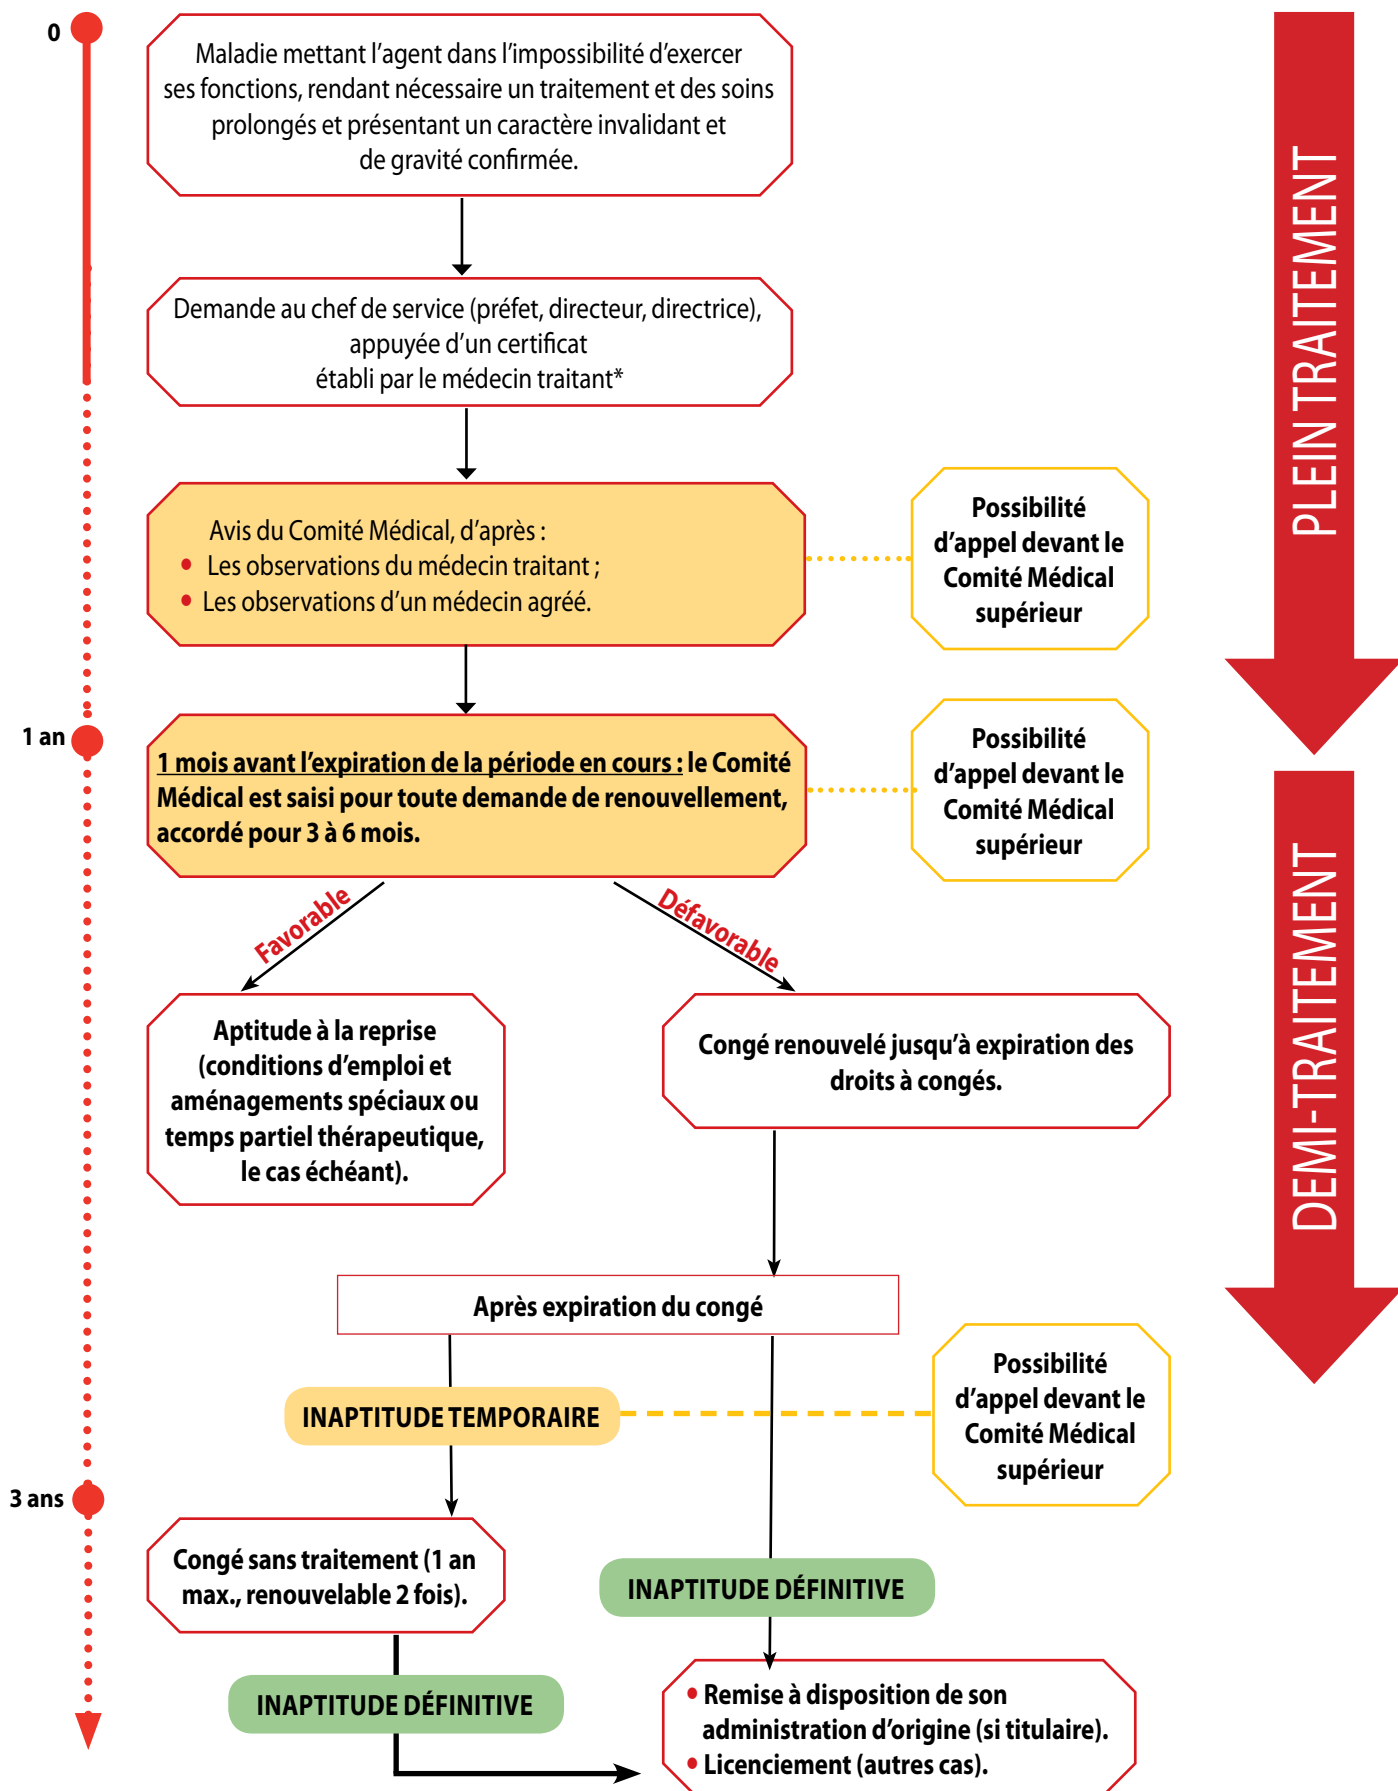 0
Maladie mettant l'agent dans l'impossibilité d'exercer
ses fonctions, rendant nécessaire un traitement et des soins
prolongés et présentant un caractère invalidant et
de gravité confirmée.
PLEIN TRAITEMENT
Demande au chef de service (préfet, directeur, directrice),
appuyée d'un certificat
établi par le médecin traitant*
Avis du Comité Médical, d'après :
• Les observations du médecin traitant ;
• Les observations d'un médecin agréé.
Possibilité
d'appel devant le
Comité Médical
supérieur
1 an
1 mois avant l'expiration de la période en cours : le Comité
Médical est saisi pour toute demande de renouvellement,
accordé pour 3 à 6 mois.
Possibilité
d'appel devant le
Comité Médical
supérieur
DEMI-TRAITEMENT
Favorable
Défavorable
Aptitude à la reprise
(conditions d'emploi et
aménagements spéciaux ou
temps partiel thérapeutique,
le cas échéant).
Congé renouvelé jusqu'à expiration des
droits à congés.
Après expiration du congé
INAPTITUDE TEMPORAIRE
Possibilité
d'appel devant le
Comité Médical
supérieur
3 ans
Congé sans traitement (1 an
max., renouvelable 2 fois).
INAPTITUDE DÉFINITIVE
INAPTITUDE DÉFINITIVE
• Remise à disposition de son
administration d'origine (si titulaire).
• Licenciement (autres cas).